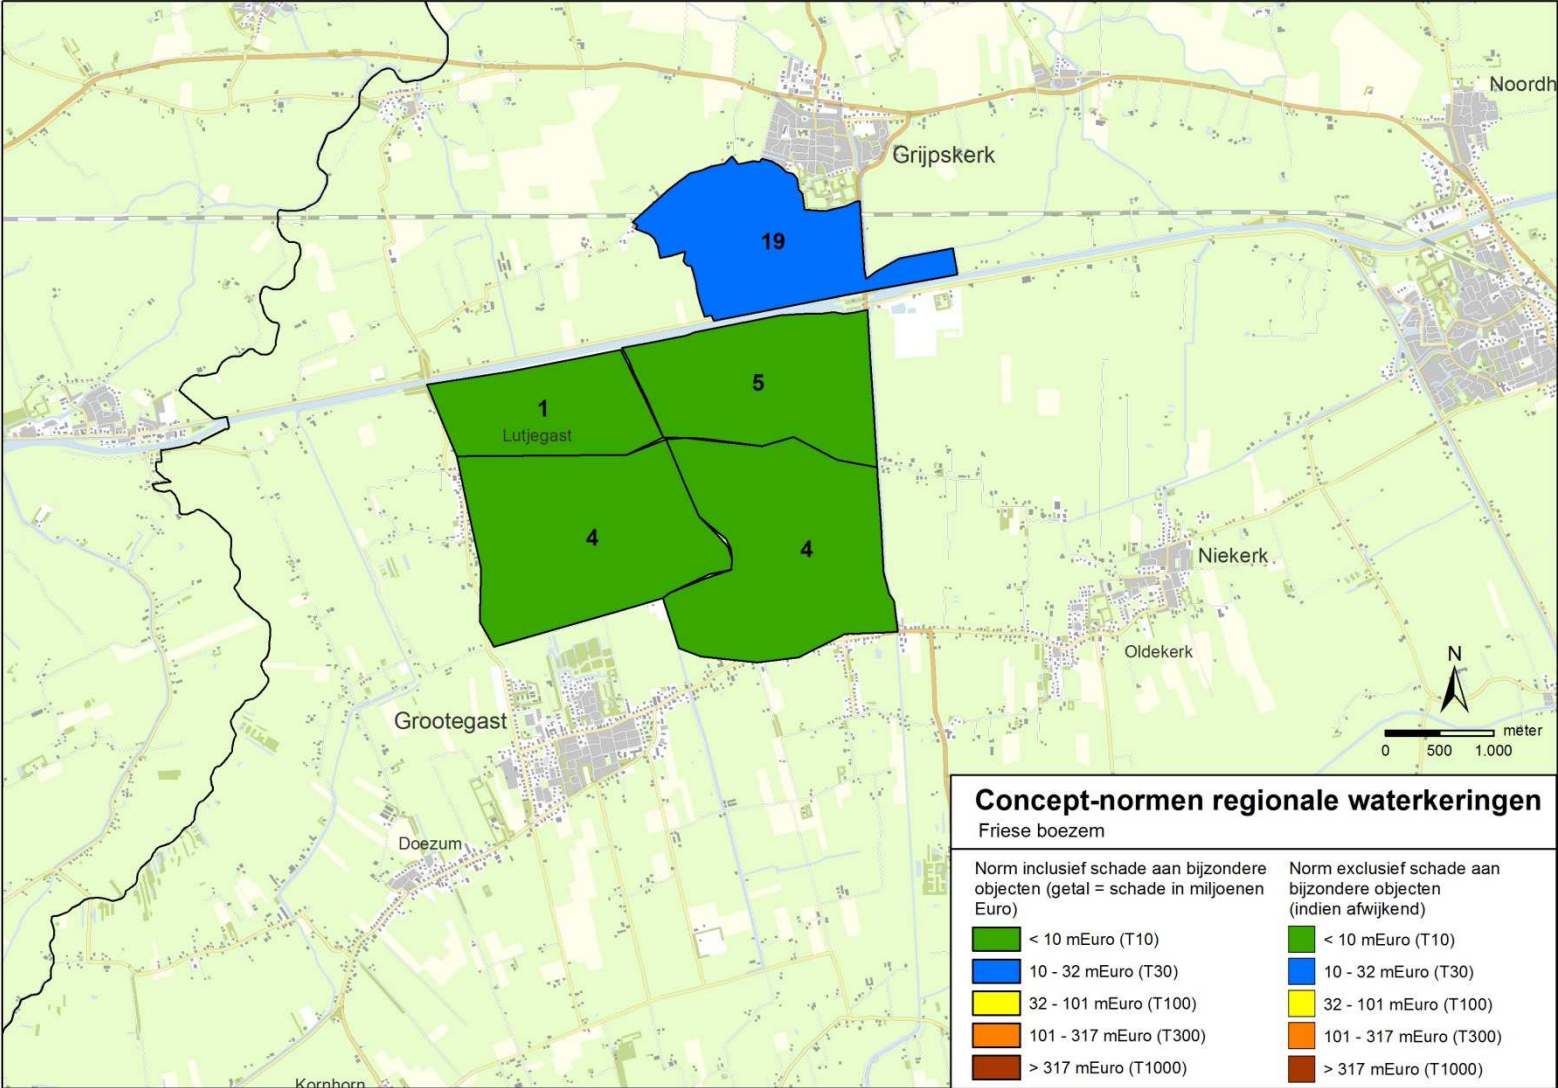 Noordh
Grijpskerk
19
5
1
Lutjegast
4
4
Niekerk
Oldekerk
N
meter
0 500 1.000
Grootegast
Doezum
Kornhorn
Concept-normen regionale waterkeringen
Friese boezem
Norm inclusief schade aan bijzondere
objecten (getal = schade in miljoenen
Euro)
< 10 mEuro (T10)
10 - 32 mEuro (T30)
32 - 101 mEuro (T100)
101 - 317 mEuro (T300)
> 317 mEuro (T1000)
Norm exclusief schade aan
bijzondere objecten
(indien afwijkend)
< 10 mEuro (T10)
10 - 32 mEuro (T30)
32 - 101 mEuro (T100)
101 - 317 mEuro (T300)
> 317 mEuro (T1000)